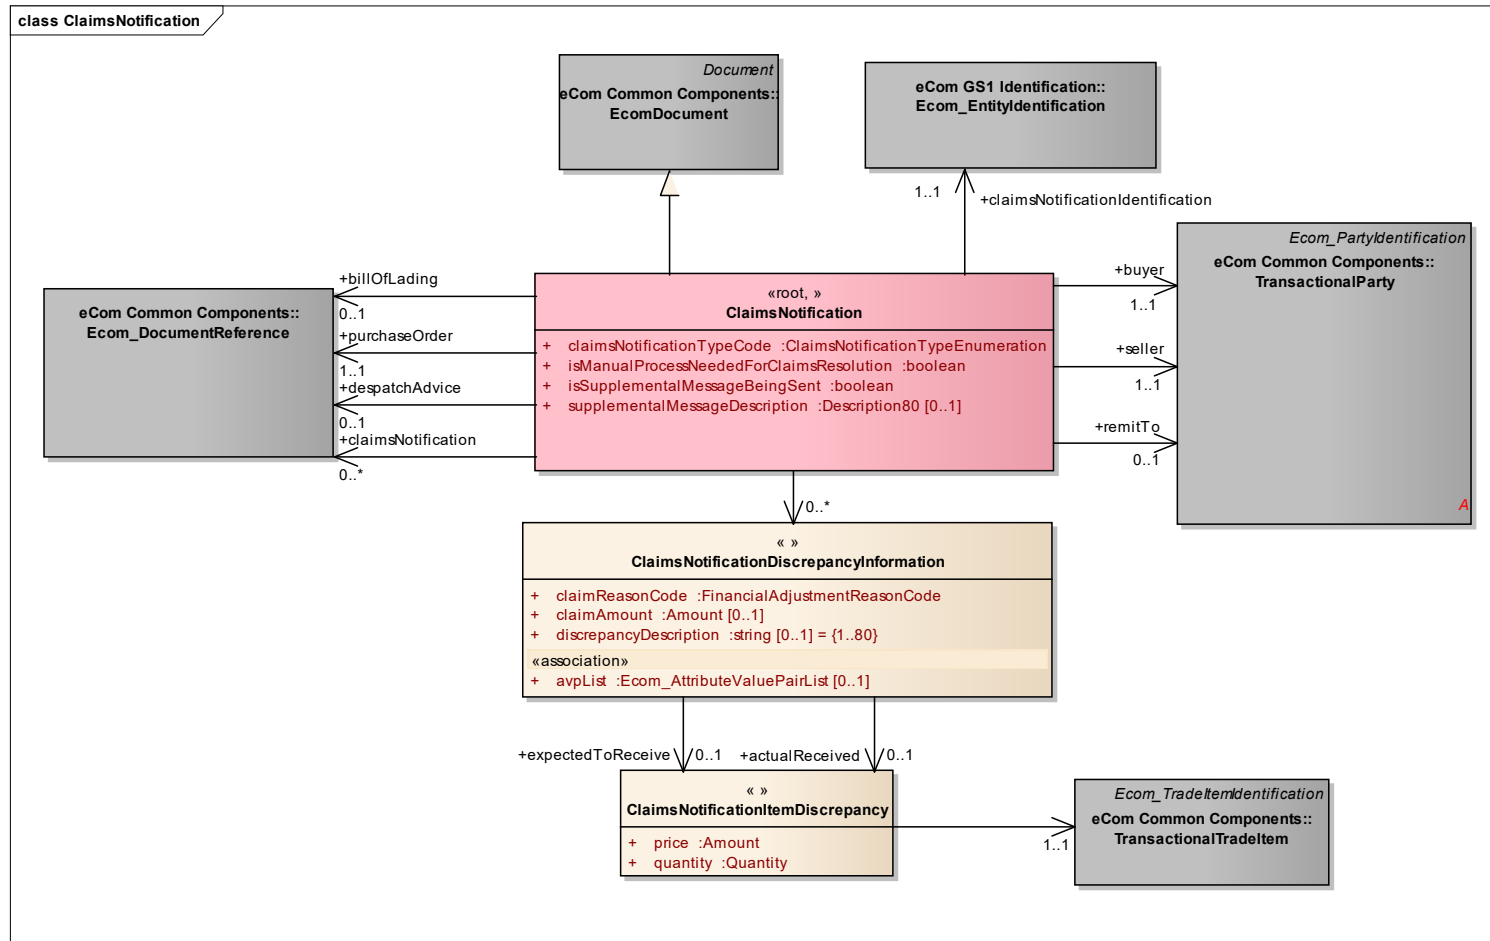 class ClaimsNotification
Document
eCom Common Components::
EcomDocument
eCom GS1 Identification::
Ecom_EntityIdentification
1..1
+claimsNotificationIdentification
Ecom_PartyIdentification
eCom Common Components::
TransactionalParty
A
+buyer
1..1
+seller
1..1
+remitTo
0..1
eCom Common Components::
Ecom_DocumentReference
+billOfLading
0..1
+purchaseOrder
1..1
+despatchAdvice
0..1
+claimsNotification
0..*
«root, »
ClaimsNotification
+ claimsNotificationTypeCode :ClaimsNotificationTypeEnumeration
+ isManualProcessNeededForClaimsResolution :boolean
+ isSupplementalMessageBeingSent :boolean
+ supplementalMessageDescription :Description80 [0..1]
0..*
« »
ClaimsNotificationDiscrepancyInformation
+ claimReasonCode :FinancialAdjustmentReasonCode
+ claimAmount :Amount [0..1]
+ discrepancyDescription :string [0..1] = {1..80}
«association»
+ avpList :Ecom_AttributeValuePairList [0..1]
+expectedToReceive
0..1
+actualReceived
0..1
« »
ClaimsNotificationItemDiscrepancy
+ price :Amount
+ quantity :Quantity
1..1
Ecom_TradeItemIdentification
eCom Common Components::
TransactionalTradeItem